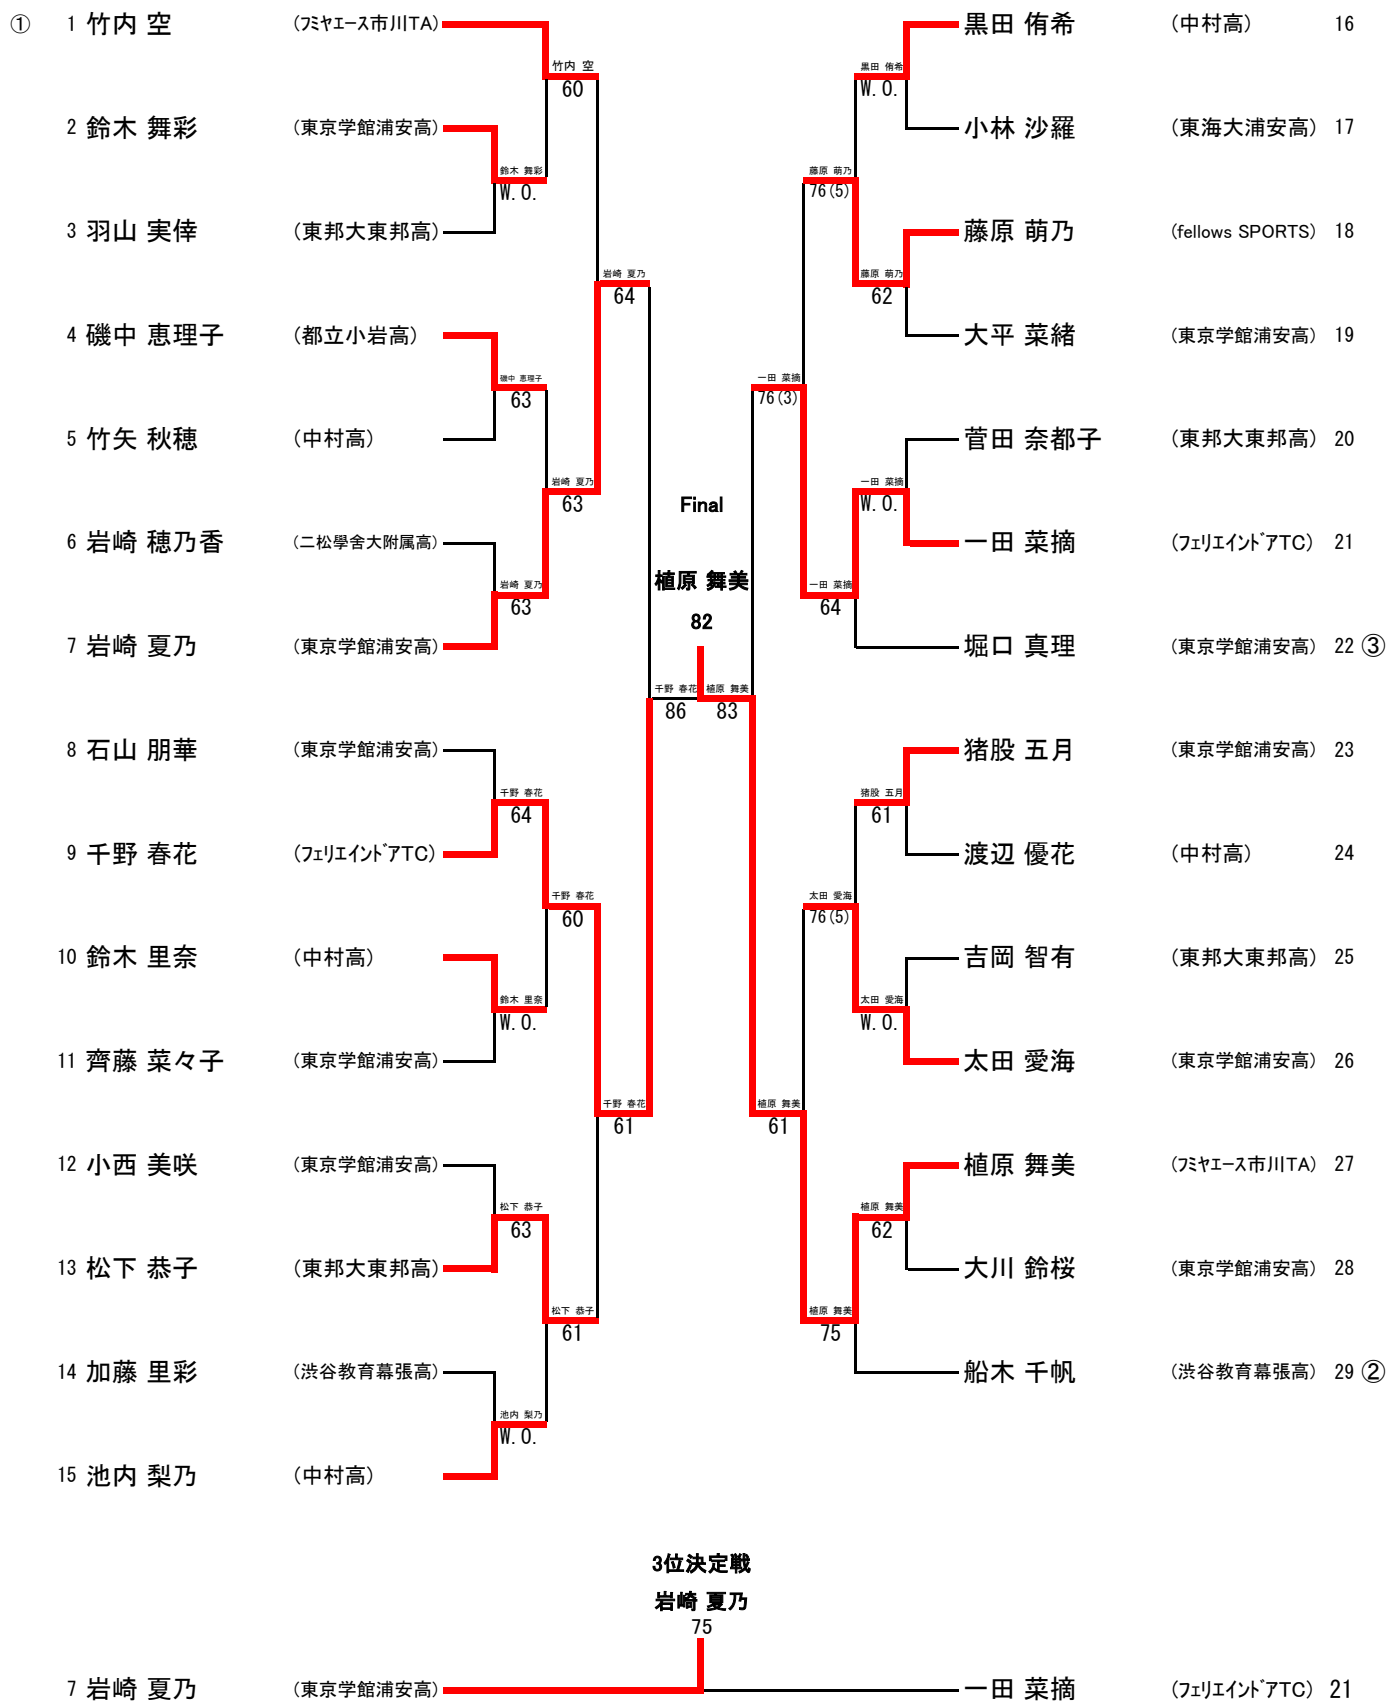 ① 1 竹内 空 (フミヤエース市川TA) 黒田 侑希 (中村高) 16
竹内 空 黒田 侑希
60 W.O.
2 鈴木 舞彩 (東京学館浦安高) 小林 沙羅 (東海大浦安高) 17
鈴木 舞彩 藤原 萌乃
W.O. 76(5)
3 羽山 実倖 (東邦大東邦高) 藤原 萌乃 (fellows SPORTS) 18
岩崎 夏乃 藤原 萌乃
64 62
4 磯中 恵理子 (都立小岩高) 大平 菜緒 (東京学館浦安高) 19
磯中 恵理子 一田 菜摘
63 76(3)
5 竹矢 秋穂 (中村高) 菅田 奈都子 (東邦大東邦高) 20
岩崎 夏乃 一田 菜摘
63 Final W.O.
6 岩崎 穂乃香 (二松學舎大附属高) 一田 菜摘 (フェリエインドアTC) 21
岩崎 夏乃 植原 舞美 一田 菜摘
63 82 64
7 岩崎 夏乃 (東京学館浦安高) 堀口 真理 (東京学館浦安高) 22 ③
千野 春花 植原 舞美
86 83
8 石山 朋華 (東京学館浦安高) 猪股 五月 (東京学館浦安高) 23
千野 春花 猪股 五月
64 61
9 千野 春花 (フェリエインドアTC) 渡辺 優花 (中村高) 24
千野 春花 太田 愛海
60 76(5)
10 鈴木 里奈 (中村高) 吉岡 智有 (東邦大東邦高) 25
鈴木 里奈 太田 愛海
W.O. W.O.
11 齊藤 菜々子 (東京学館浦安高) 太田 愛海 (東京学館浦安高) 26
千野 春花 植原 舞美
61 61
12 小西 美咲 (東京学館浦安高) 植原 舞美 (フミヤエース市川TA) 27
松下 恭子 植原 舞美
63 62
13 松下 恭子 (東邦大東邦高) 大川 鈴桜 (東京学館浦安高) 28
松下 恭子 植原 舞美
61 75
14 加藤 里彩 (渋谷教育幕張高) 船木 千帆 (渋谷教育幕張高) 29 ②
池内 梨乃
W.O.
15 池内 梨乃 (中村高)
3位決定戦
岩崎 夏乃
75
7 岩崎 夏乃 (東京学館浦安高) 一田 菜摘 (フェリエインドアTC) 21